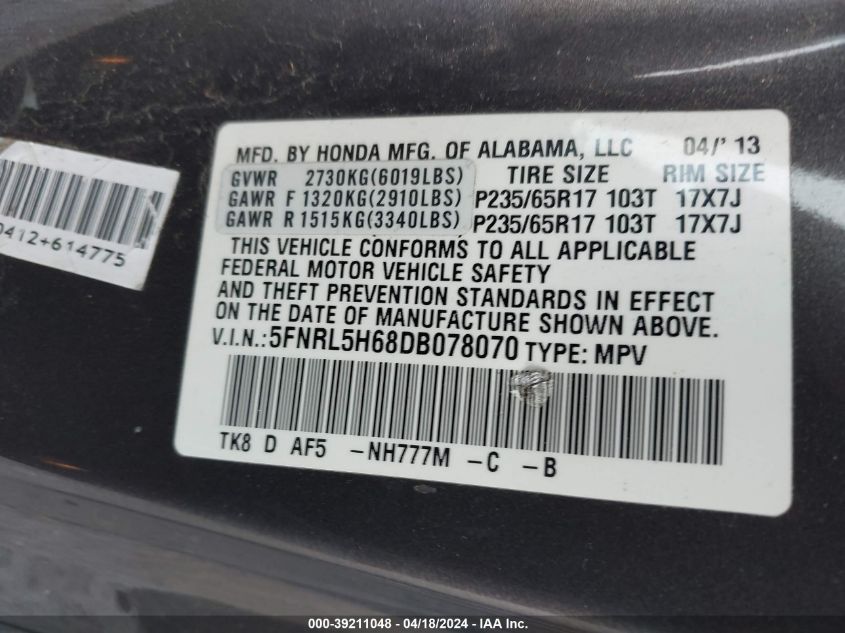 MFD. BY HONDA MFG. OF ALABAMA, LLC 04/' 13
GVWR 2730KG(6019LBS) TIRE SIZE RIM SIZE
GAWR F 1320KG(2910LBS) P235/65R17 103T 17X7J
GAWR R 1515KG(3340LBS) P235/65R17 103T 17X7J
THIS VEHICLE CONFORMS TO ALL APPLICABLE
FEDERAL MOTOR VEHICLE SAFETY
AND THEFT PREVENTION STANDARDS IN EFFECT
ON THE DATE OF MANUFACTURE SHOWN ABOVE.
V.I.N.:5FNRL5H68DB078070 TYPE: MPV
TK8 D AF5 -NH777M -C -B
0412+614775
000-39211048 - 04/18/2024 - www.iaai.com